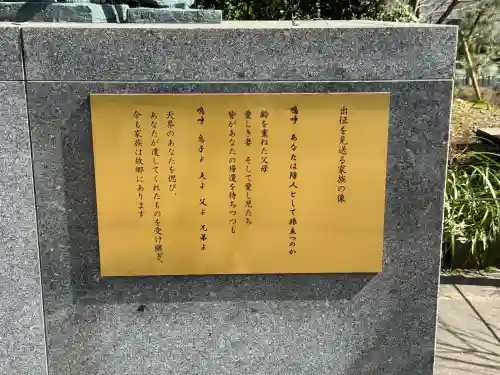 出征を見送る家族の像
嗚呼 あなたは防人として旅立つのか
齢を重ねた父母
愛しき妻 そして愛し児たち
皆があなたの帰還を待ちつつも
嗚呼 息子よ 夫よ 父よ 兄弟よ
天界のあなたを偲び、
あなたが遺してくれたものを受け継ぎ、
今も家族は故郷にあります